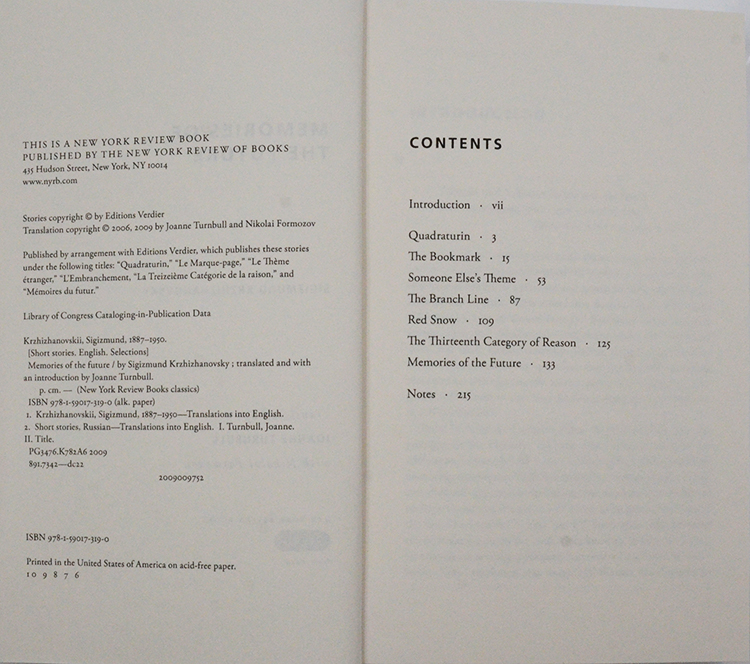 THIS IS A NEW YORK REVIEW BOOK
PUBLISHED BY THE NEW YORK REVIEW OF BOOKS
435 Hudson Street, New York, NY 10014
www.nyrb.com
Stories copyright © by Editions Verdier
Translation copyright © 2006, 2009 by Joanne Turnbull and Nikolai Formozov
Published by arrangement with Editions Verdier, which publishes these stories
under the following titles: “Quadraturin,” “Le Marque-page,” “Le Thème
étranger,” “L’Embranchement, “La Treizeième Catégorie de la raison,” and
“Mémoires du futur.”
Library of Congress Cataloging-in-Publication Data
Krzhizhanovskii, Sigizmund, 1887–1950.
[Short stories. English. Selections]
Memories of the future / by Sigizmund Krzhizhanovsky ; translated and with
an introduction by Joanne Turnbull.
p. cm. — (New York Review Books classics)
ISBN 978-1-59017-319-0 (alk. paper)
1. Krzhizhanovskii, Sigizmund, 1887–1950—Translations into English.
2. Short stories, Russian—Translations into English. I. Turnbull, Joanne.
II. Title.
PG3476.K782A6 2009
891.7342—dc22
2009009752
ISBN 978-1-59017-319-0
Printed in the United States of America on acid-free paper.
10 9 8 7 6
CONTENTS
Introduction · vii
Quadraturin · 3
The Bookmark · 15
Someone Else’s Theme · 53
The Branch Line · 87
Red Snow · 109
The Thirteenth Category of Reason · 125
Memories of the Future · 133
Notes · 215